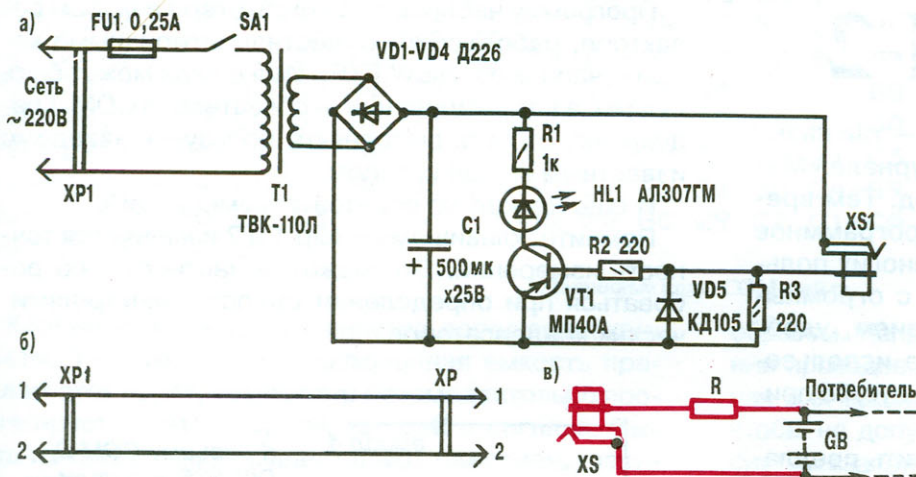 а)
FU1 0,25А
SA1
VD1-VD4 Д226
Сеть
~220В
XP1
T1
ТВК-110Л
R1
1к
HL1 АЛ307ГМ
C1
+ 500мк
х25В
R2 220
VT1
МП40А
VD5
КД105
R3
220
XS1
б)
XP1
XP
1
1
2
2
в)
R
Потребитель
GB
XS